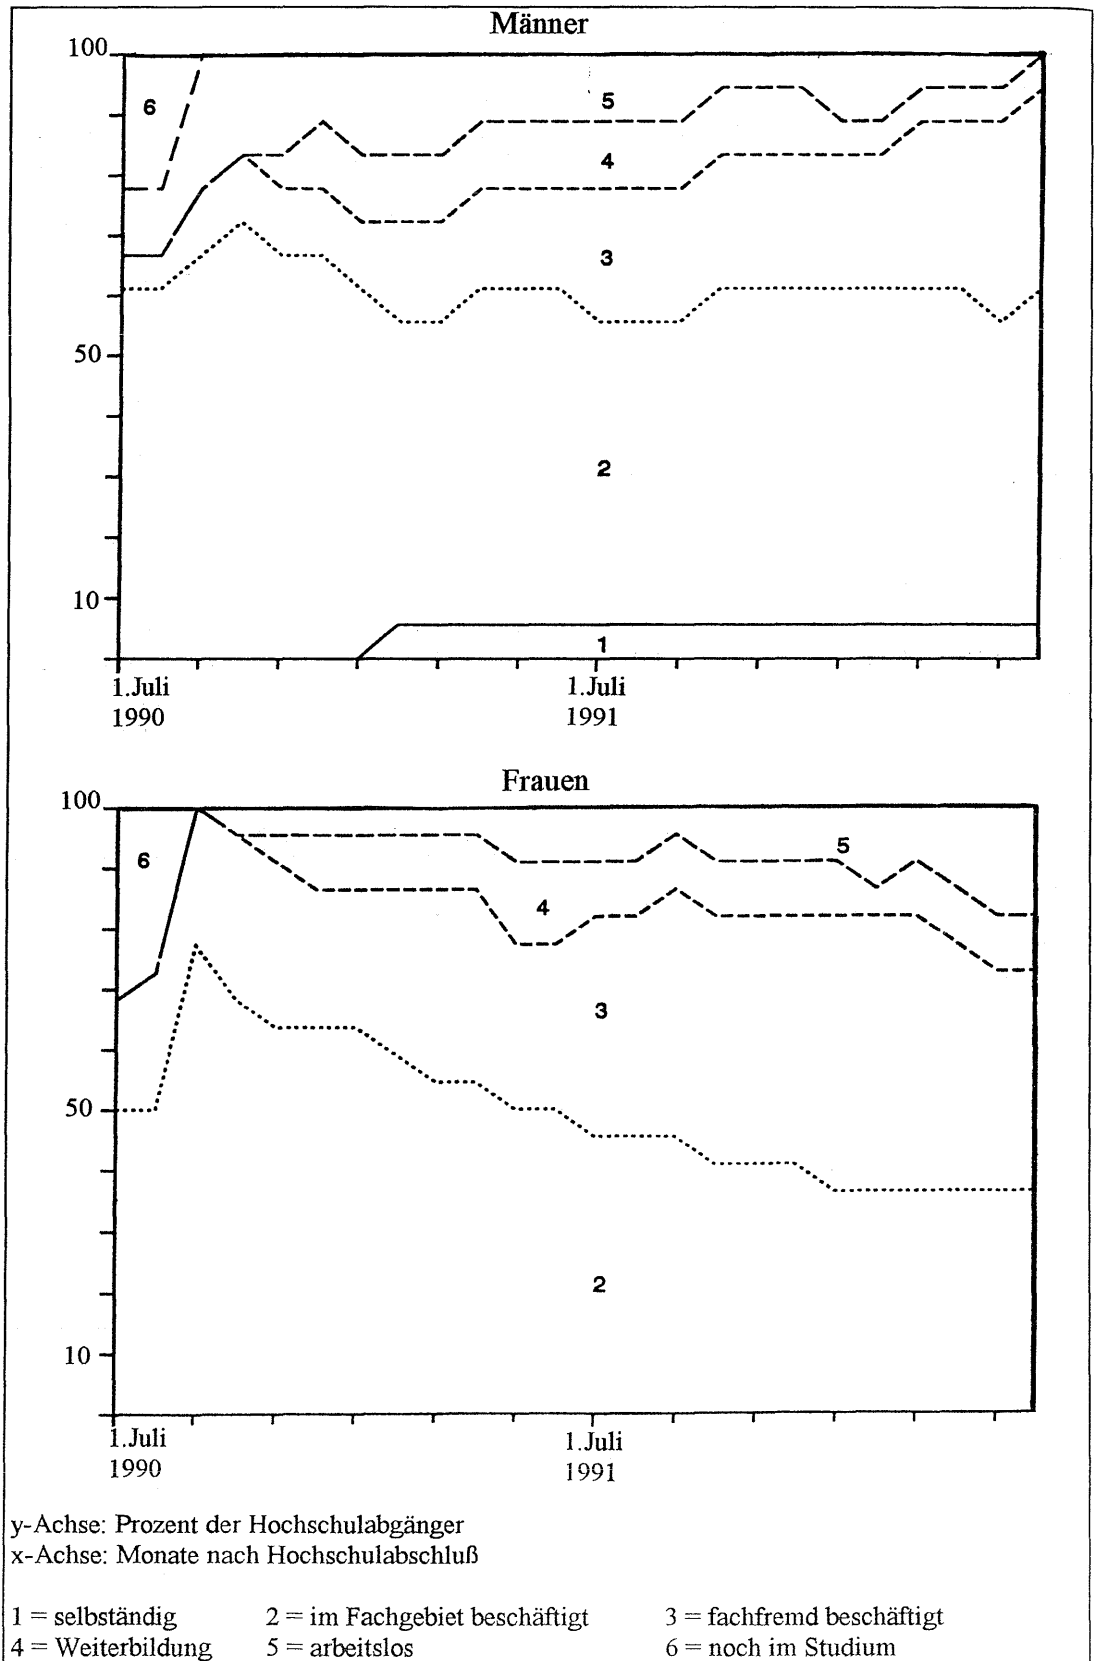 Männer
100
6
5
4
3
50
2
10
1
1.Juli
1990
1.Juli
1991
Frauen
100
6
5
4
3
50
2
10
1.Juli
1990
1.Juli
1991
y-Achse: Prozent der Hochschulabgänger
x-Achse: Monate nach Hochschulabschluß
1 = selbständig 2 = im Fachgebiet beschäftigt 3 = fachfremd beschäftigt
4 = Weiterbildung 5 = arbeitslos 6 = noch im Studium